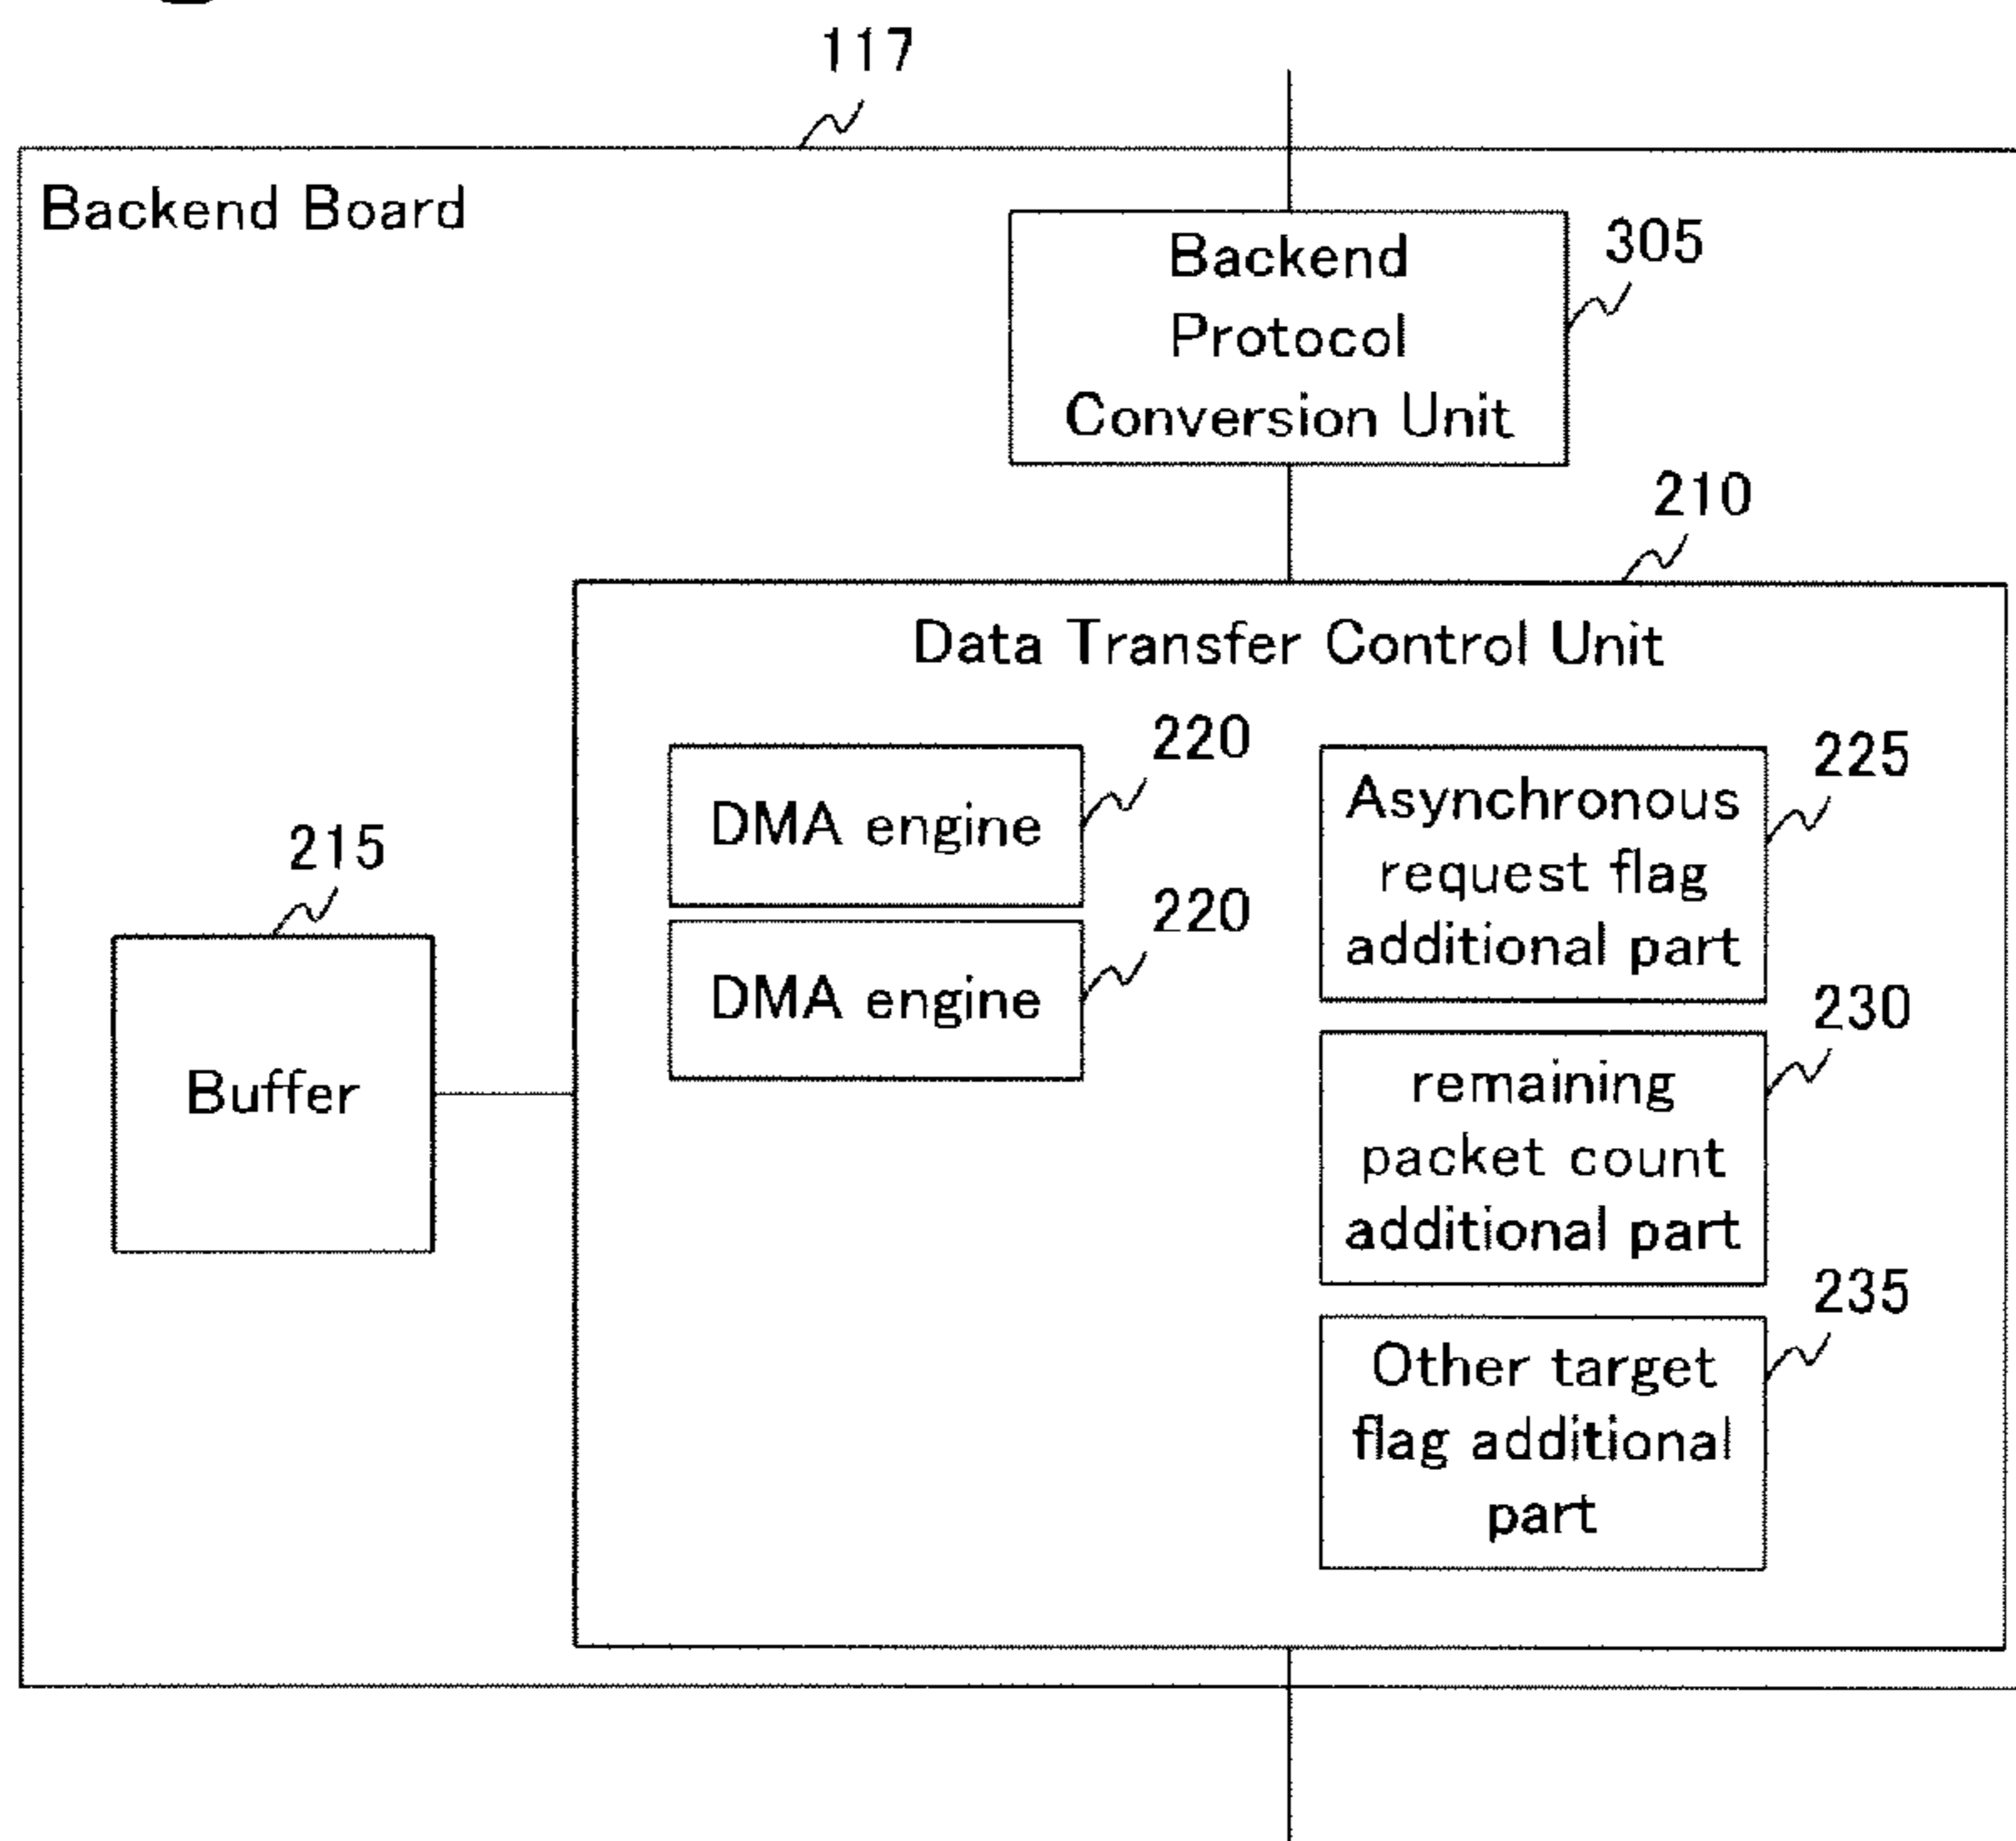 117
Backend Board
Backend
Protocol
Conversion Unit
305
210
Data Transfer Control Unit
DMA engine
220
DMA engine
220
Asynchronous
request flag
additional part
225
215
Buffer
remaining
packet count
additional part
230
Other target
flag additional
part
235